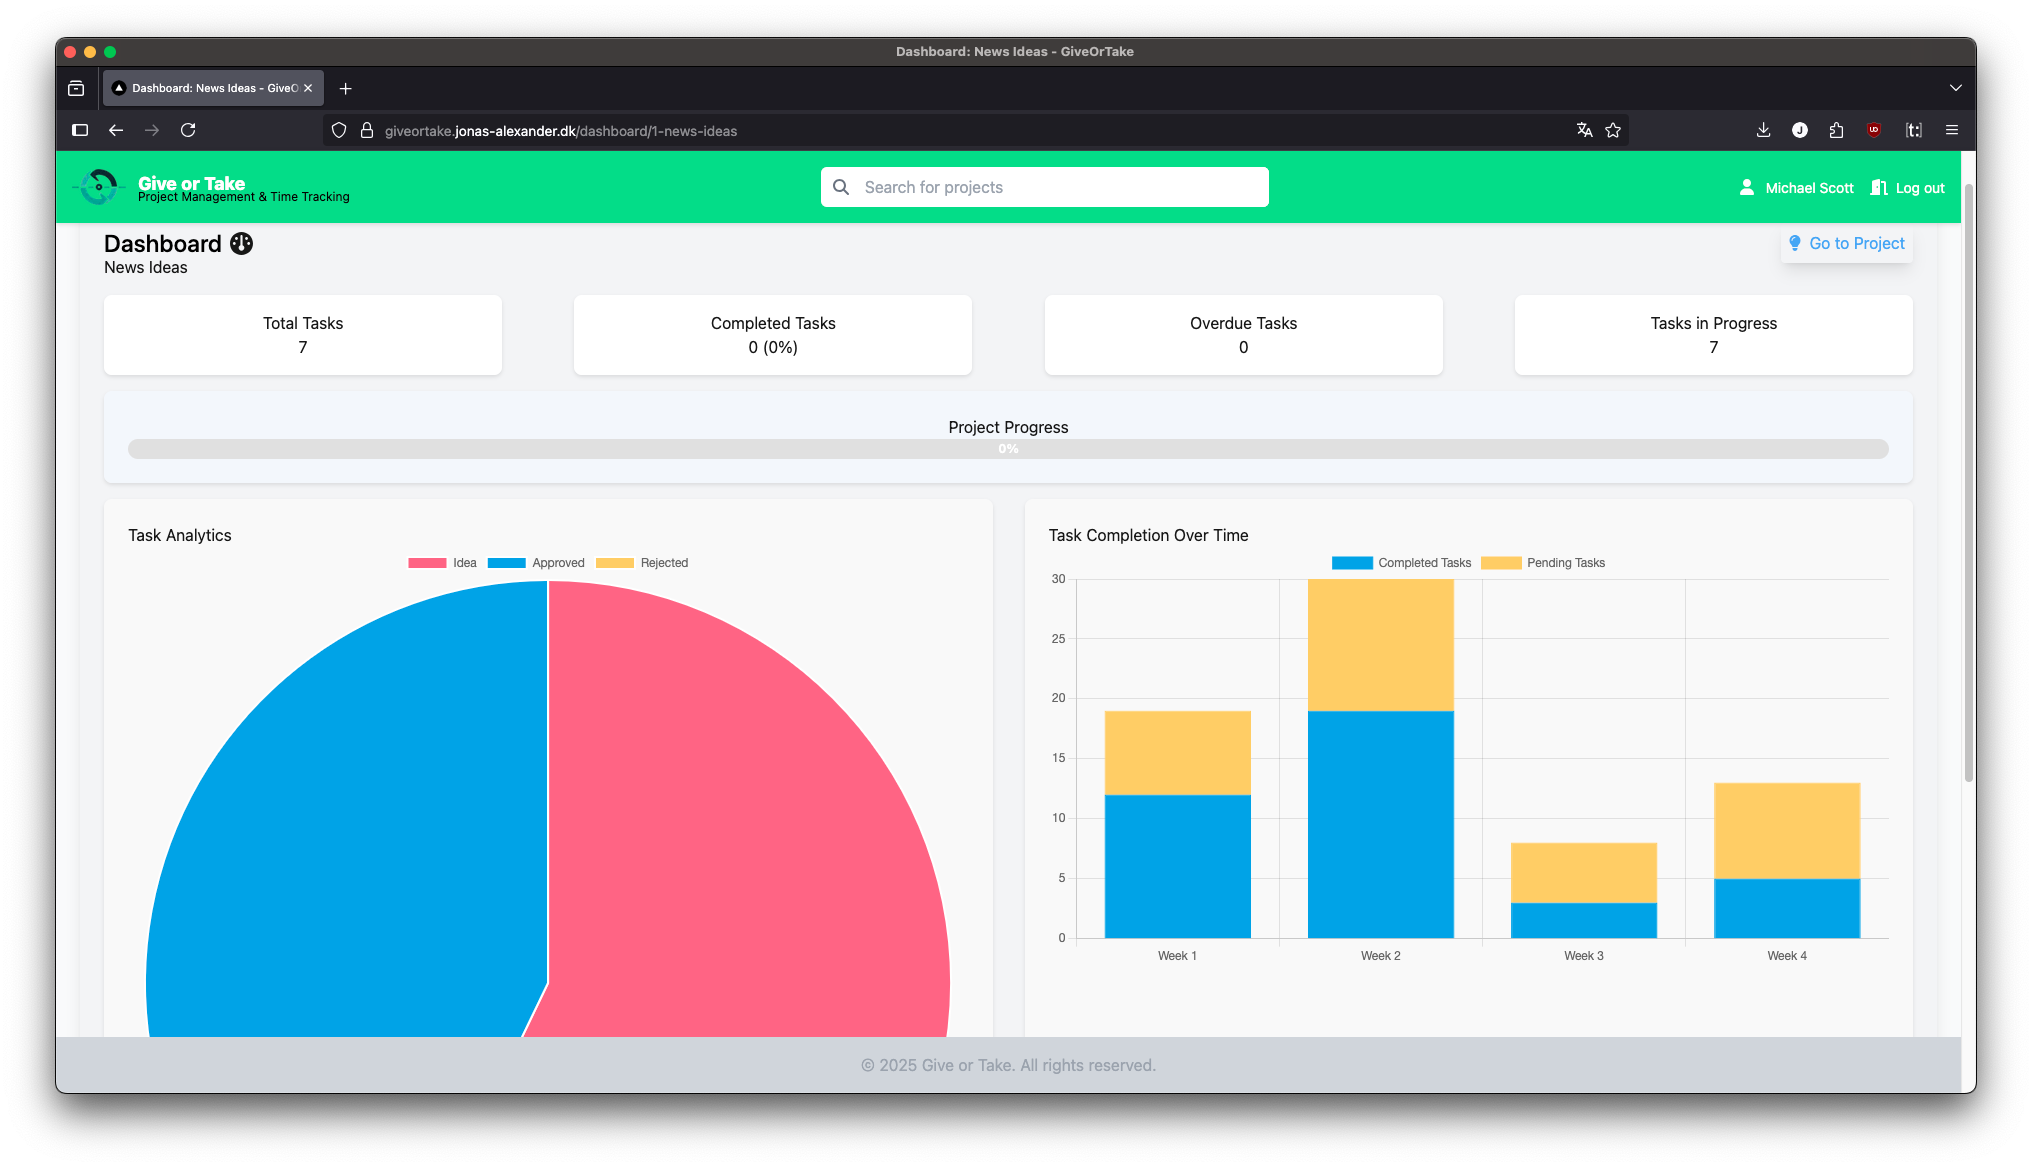 Dashboard: News Ideas - GiveOrTake
Dashboard: News Ideas - GiveO
giveortake.jonas-alexander.dk/dashboard/1-news-ideas
Give or Take
Project Management & Time Tracking
Search for projects
Michael Scott
Log out
Dashboard
Go to Project
News Ideas
Total Tasks
7
Completed Tasks
0 (0%)
Overdue Tasks
0
Tasks in Progress
7
Project Progress
0%
Task Analytics
Idea
Approved
Rejected
Task Completion Over Time
Completed Tasks
Pending Tasks
30
25
20
15
10
5
0
Week 1
Week 2
Week 3
Week 4
© 2025 Give or Take. All rights reserved.